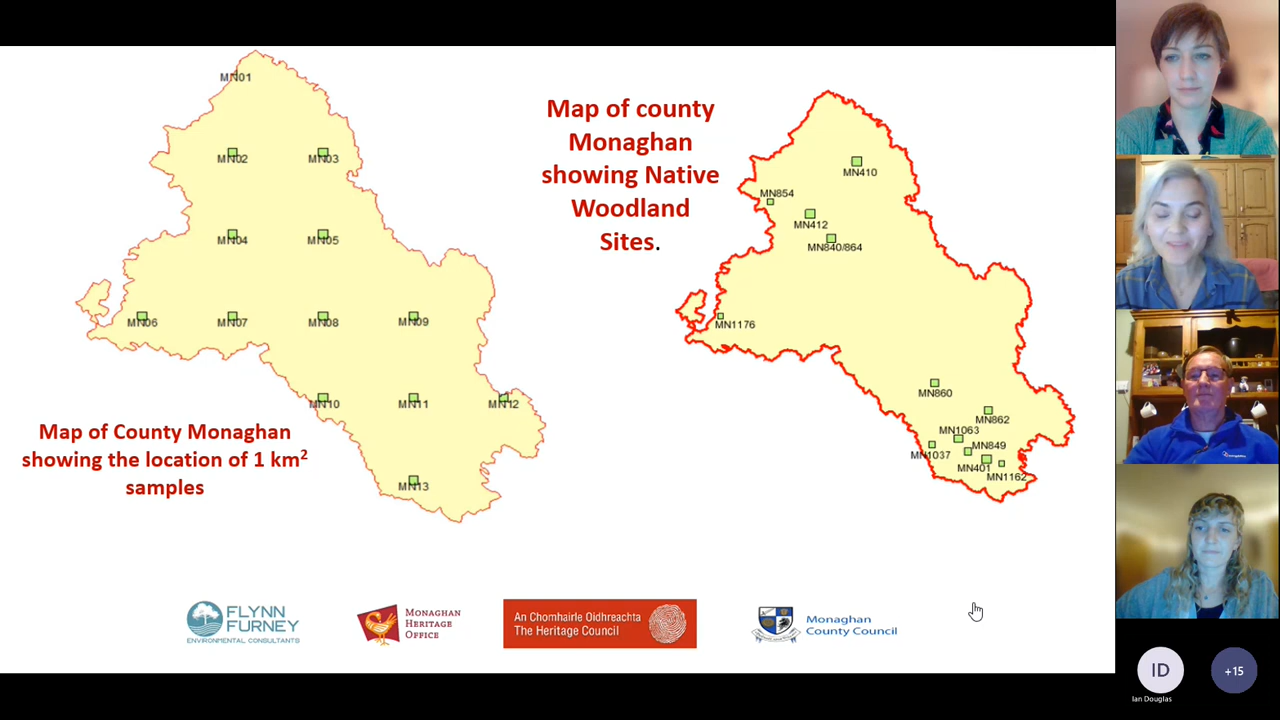 MN01
MN02
MN03
MN04
MN05
MN06
MN07
MN08
MN09
MN10
MN11
MN12
MN13
Map of County Monaghan
showing the location of 1 km²
samples
Map of county
Monaghan
showing Native
Woodland
Sites.
MN410
MN854
MN412
MN840/864
MN1176
MN860
MN862
MN1063
MN849
MN1037
MN401
MN1162
FLYNN
FURNEY
ENVIRONMENTAL CONSULTANTS
MONAGHAN
HERITAGE
OFFICE
An Chomhairle Oidhreachta
The Heritage Council
Monaghan
County Council
ID
Ian Douglas
+15